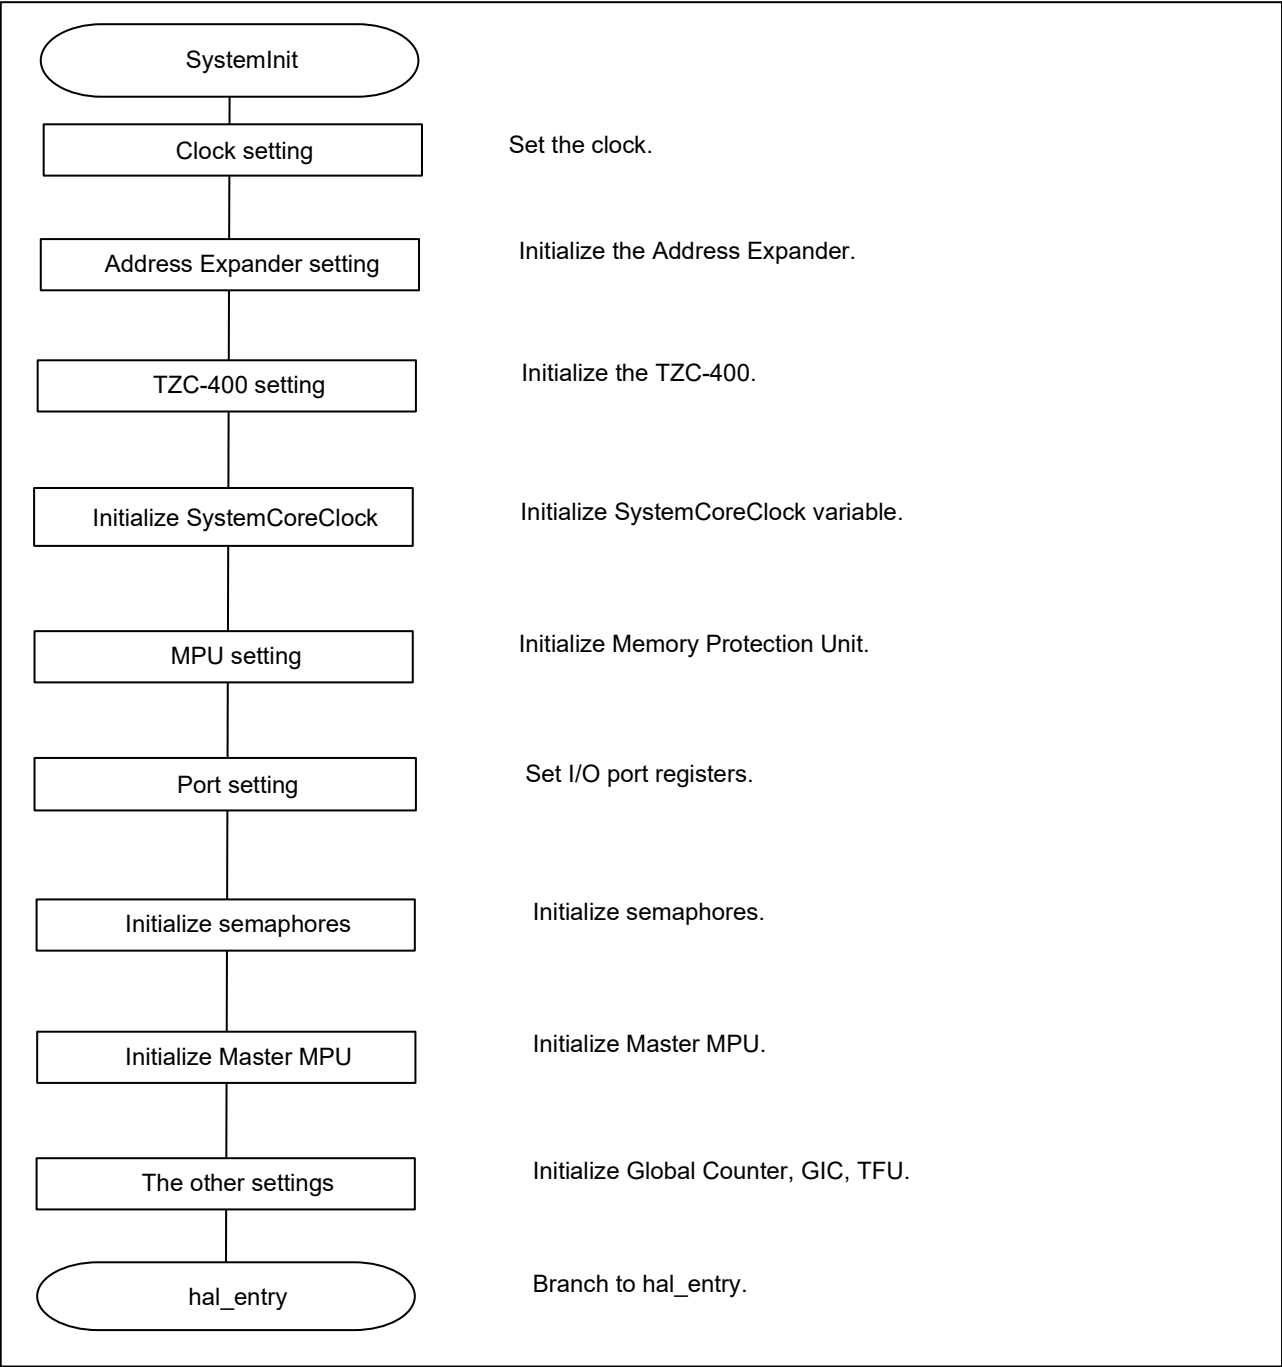 SystemInit
Clock setting
Set the clock.
Address Expander setting
Initialize the Address Expander.
TZC-400 setting
Initialize the TZC-400.
Initialize SystemCoreClock
Initialize SystemCoreClock variable.
MPU setting
Initialize Memory Protection Unit.
Port setting
Set I/O port registers.
Initialize semaphores
Initialize semaphores.
Initialize Master MPU
Initialize Master MPU.
The other settings
Initialize Global Counter, GIC, TFU.
hal_entry
Branch to hal_entry.